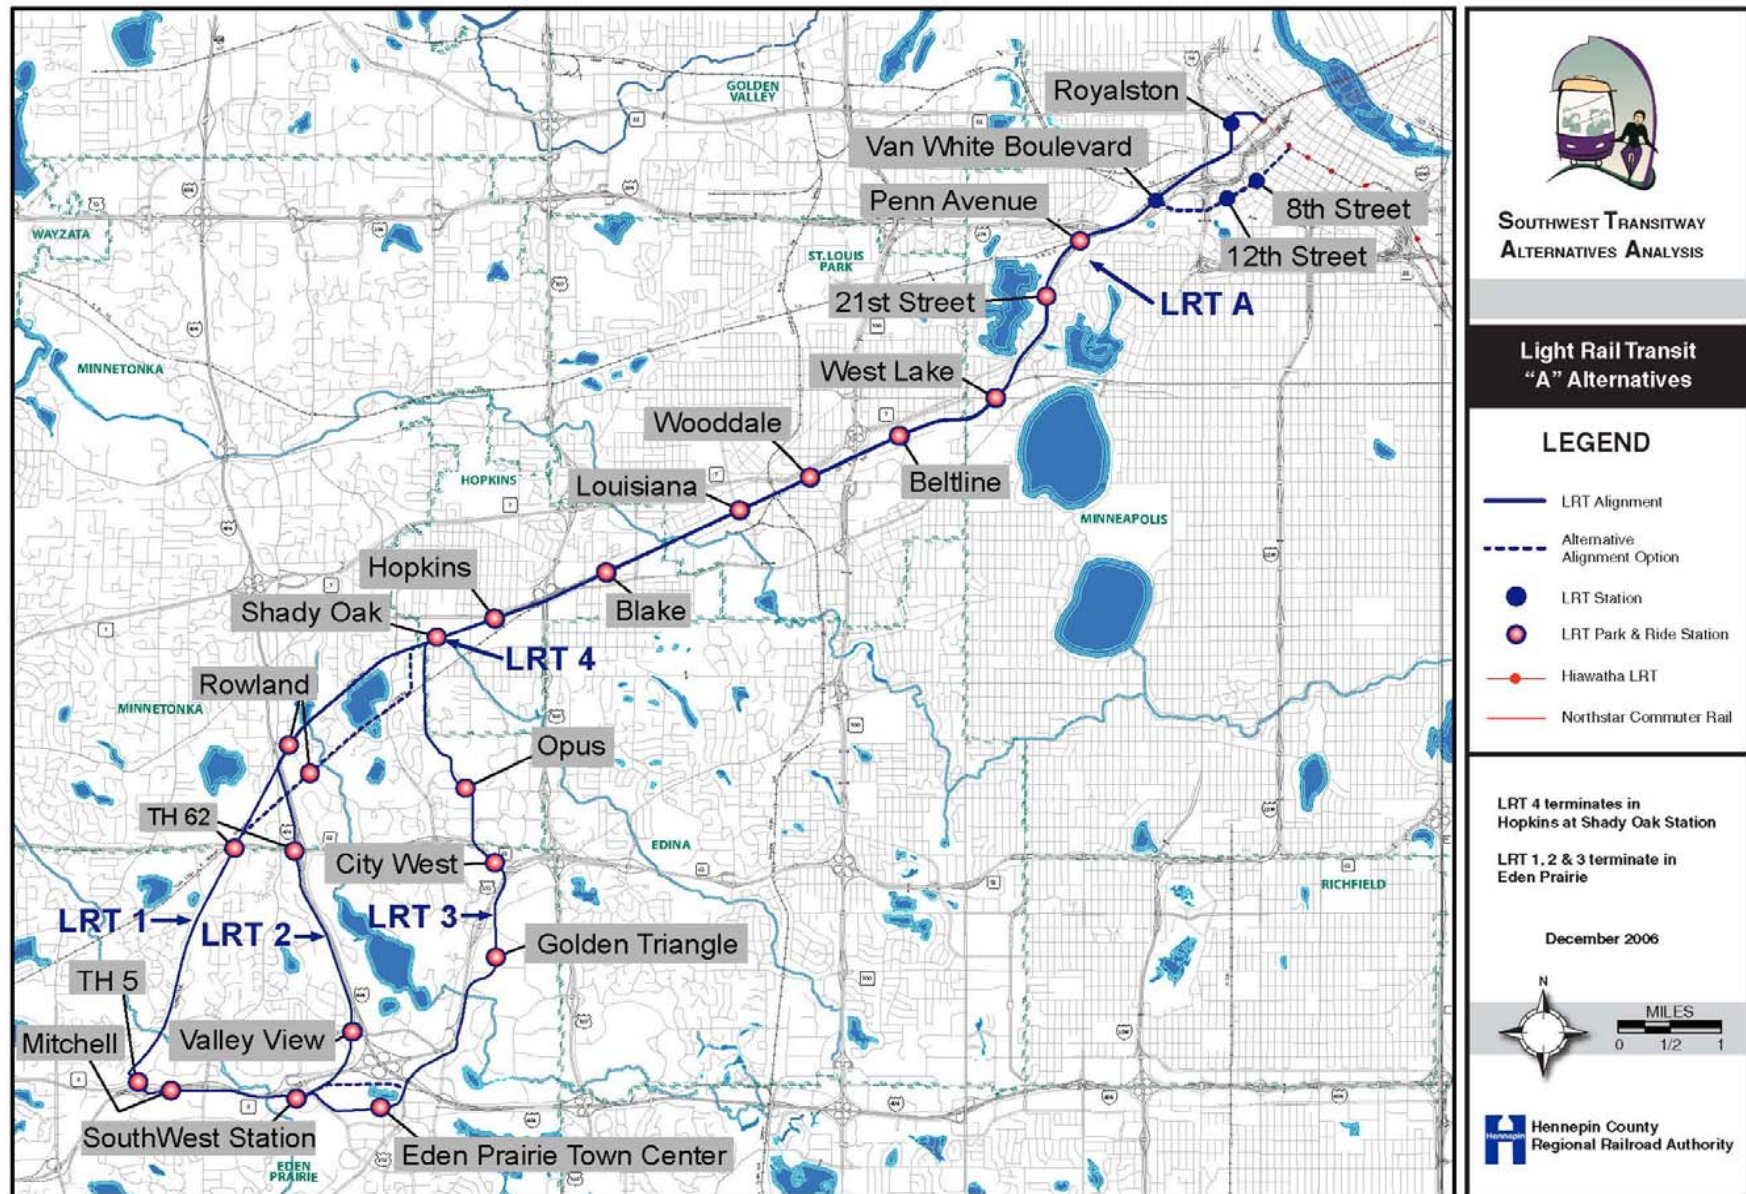 Royalston
GOLDEN
VALLEY
Van White Boulevard
Penn Avenue
8th Street
WAYZATA
ST.LOUIS
PARK
12th Street
21st Street
LRT A
MINNETONKA
West Lake
Wooddale
HOPKINS
Louisiana
Beltline
MINNEAPOLIS
Hopkins
Shady Oak
Blake
LRT 4
Rowland
MINNETONKA
Opus
TH 62
City West
EDINA
RICHFIELD
LRT 1
LRT 2
LRT 3
Golden Triangle
TH 5
Mitchell
Valley View
SouthWest Station
Eden Prairie Town Center
EDEN
PRAIRIE
SOUTHWEST TRANSITWAY
ALTERNATIVES ANALYSIS
Light Rail Transit
“A” Alternatives
LEGEND
LRT Alignment
Alternative
Alignment Option
LRT Station
LRT Park & Ride Station
Hiawatha LRT
Northstar Commuter Rail
LRT 4 terminates in
Hopkins at Shady Oak Station
LRT 1, 2 & 3 terminate in
Eden Prairie
December 2006
N
MILES
0 1/2 1
Hennepin
Hennepin County
Regional Railroad Authority